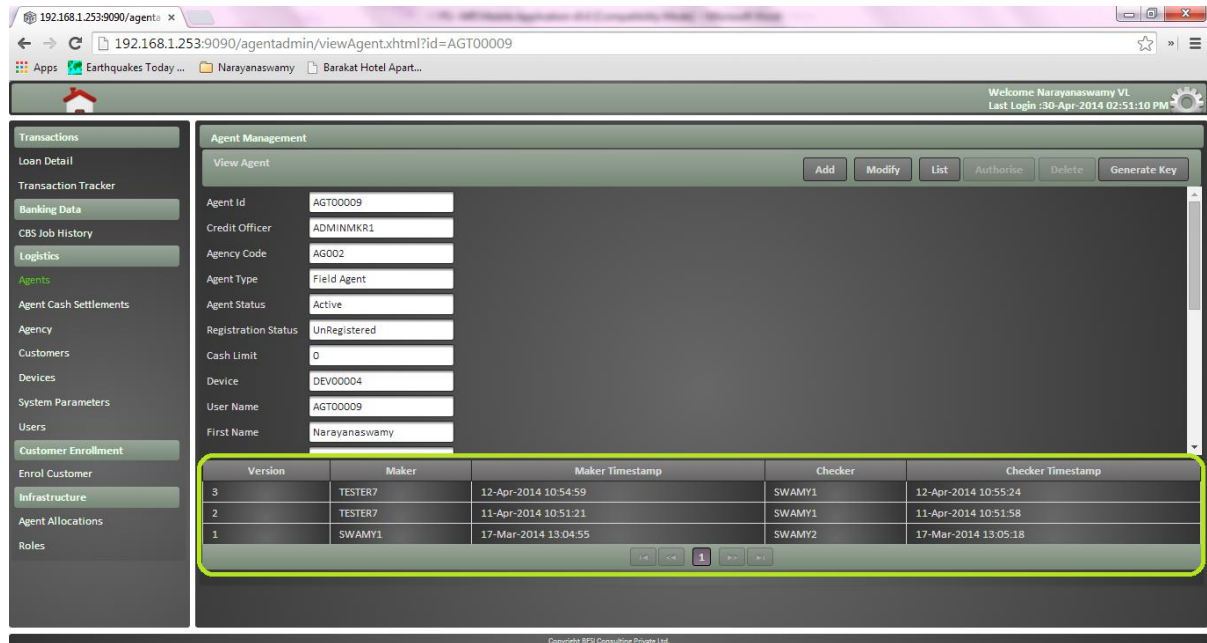 192.168.1.253:9090/agenta
192.168.1.253:9090/agentadmin/viewAgent.xhtml?id=AGT00009
Apps Earthquakes Today ... Narayanaswamy Barakat Hotel Apart...
Welcome Narayanaswamy VL
Last Login :30-Apr-2014 02:51:10 PM
Transactions
Loan Detail
Transaction Tracker
Banking Data
CBS Job History
Logistics
Agents
Agent Cash Settlements
Agency
Customers
Devices
System Parameters
Users
Customer Enrollment
Enrol Customer
Infrastructure
Agent Allocations
Roles
Agent Management
View Agent Add Modify List Authorise Delete Generate Key
Agent Id AGT00009
Credit Officer ADMINMKR1
Agency Code AG002
Agent Type Field Agent
Agent Status Active
Registration Status UnRegistered
Cash Limit 0
Device DEV00004
User Name AGT00009
First Name Narayanaswamy
Version Maker Maker Timestamp Checker Checker Timestamp
3 TESTER7 12-Apr-2014 10:54:59 SWAMY1 12-Apr-2014 10:55:24
2 TESTER7 11-Apr-2014 10:51:21 SWAMY1 11-Apr-2014 10:51:58
1 SWAMY1 17-Mar-2014 13:04:55 SWAMY2 17-Mar-2014 13:05:18
1
Copyright BFSI Consulting Private Ltd.